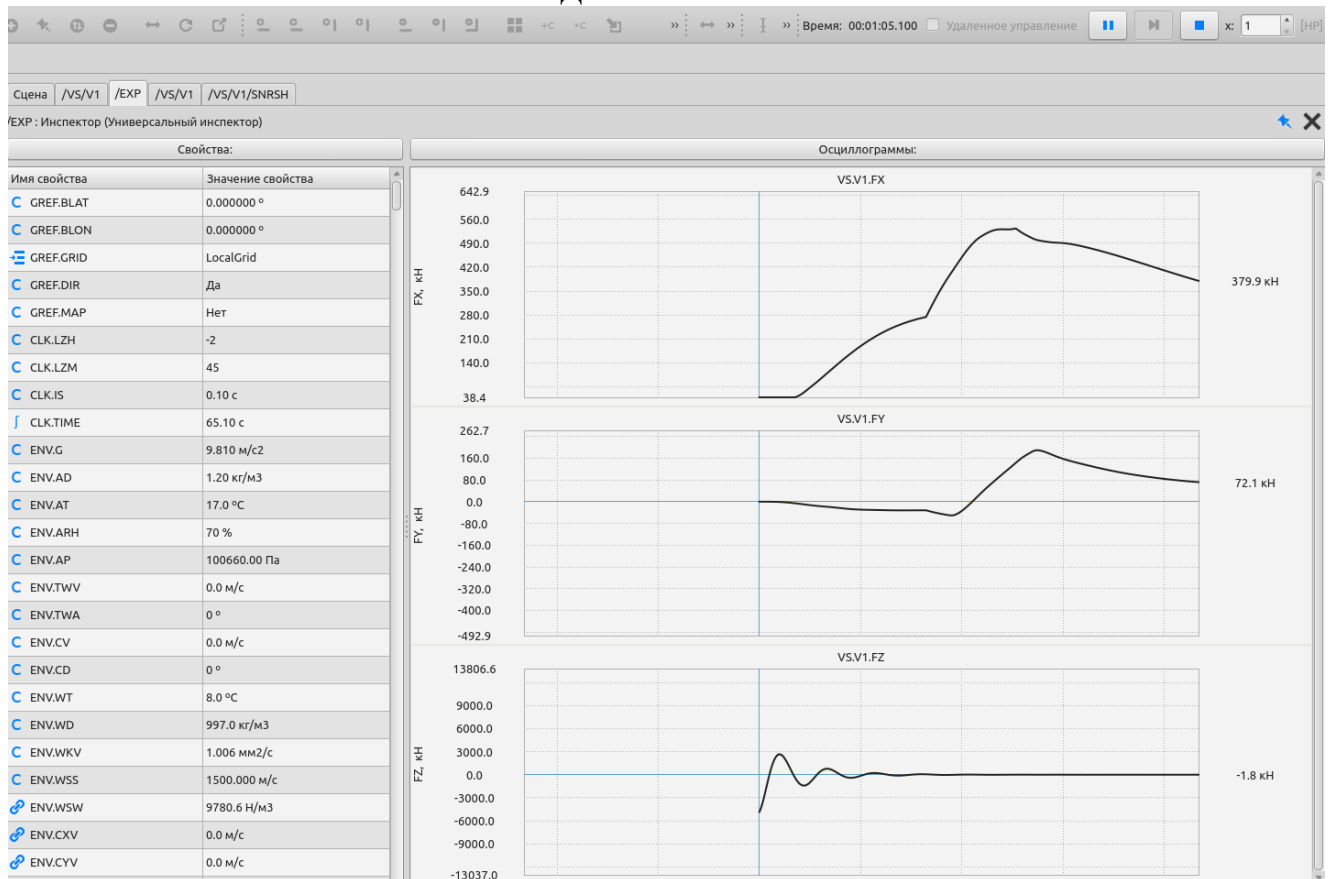 Д
+C •C » » » Время: 00:01:05.100 Удаленное управление x: 1 [HP]
Сцена /VS/V1 /EXP /VS/V1 /VS/V1/SNRSH
/EXP : Инспектор (Универсальный инспектор)
Свойства: Осциллограммы:
Имя свойства Значение свойства
C GREF.BLAT 0.000000 º
C GREF.BLON 0.000000 º
GREF.GRID LocalGrid
C GREF.DIR Да
C GREF.MAP Нет
C CLK.LZH -2
C CLK.LZM 45
C CLK.IS 0.10 с
∫ CLK.TIME 65.10 с
C ENV.G 9.810 м/с2
C ENV.AD 1.20 кг/м3
C ENV.AT 17.0 ºC
C ENV.ARH 70 %
C ENV.AP 100660.00 Па
C ENV.TWV 0.0 м/с
C ENV.TWA 0 º
C ENV.CV 0.0 м/с
C ENV.CD 0 º
C ENV.WT 8.0 ºC
C ENV.WD 997.0 кг/м3
C ENV.WKV 1.006 мм2/с
C ENV.WSS 1500.000 м/с
ENV.WSW 9780.6 Н/м3
ENV.CXV 0.0 м/с
ENV.CYV 0.0 м/с
VS.V1.FX
642.9
560.0
490.0
420.0
350.0
280.0
210.0
140.0
38.4
FX, кН
379.9 кН
VS.V1.FY
262.7
160.0
80.0
0.0
-80.0
-160.0
-240.0
-320.0
-400.0
-492.9
FY, кН
72.1 кН
VS.V1.FZ
13806.6
9000.0
6000.0
3000.0
0.0
-3000.0
-6000.0
-9000.0
-13037.0
FZ, кН
-1.8 кН